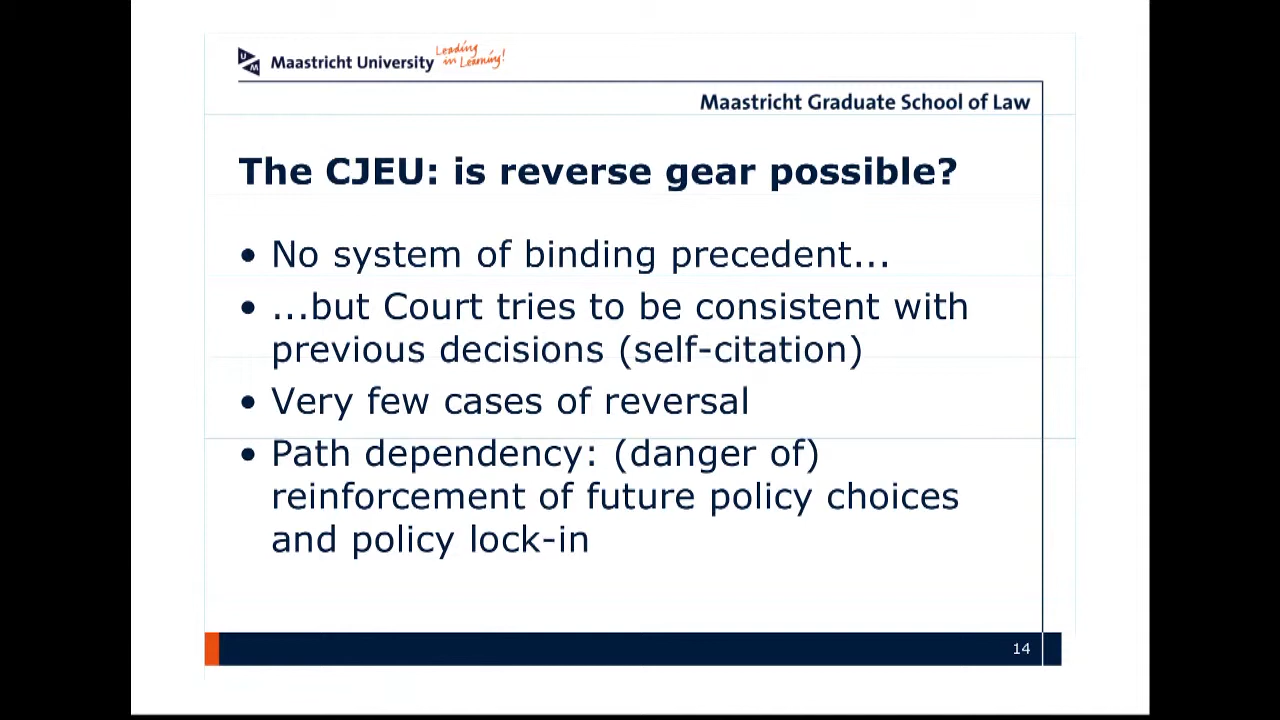 Maastricht University Leading in Learning!
Maastricht Graduate School of Law
The CJEU: is reverse gear possible?
• No system of binding precedent...
• ...but Court tries to be consistent with
previous decisions (self-citation)
• Very few cases of reversal
• Path dependency: (danger of)
reinforcement of future policy choices
and policy lock-in
14